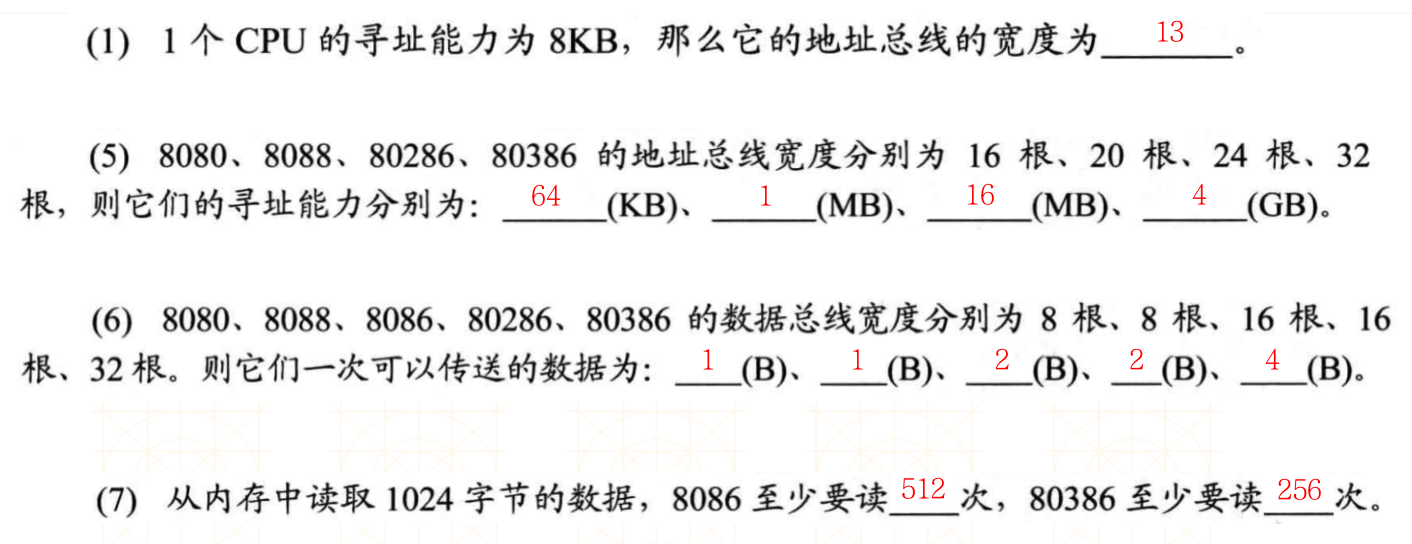 (1) 1个CPU的寻址能力为8KB，那么它的地址总线的宽度为 13 。
(5) 8080、8088、80286、80386 的地址总线宽度分别为 16 根、20 根、24 根、32
根，则它们的寻址能力分别为： 64 (KB)、 1 (MB)、 16 (MB)、 4 (GB)。
(6) 8080、8088、8086、80286、80386 的数据总线宽度分别为 8 根、8 根、16 根、16
根、32 根。则它们一次可以传送的数据为： 1 (B)、 1 (B)、 2 (B)、 2 (B)、 4 (B)。
(7) 从内存中读取 1024 字节的数据，8086 至少要读 512 次，80386 至少要读 256 次。